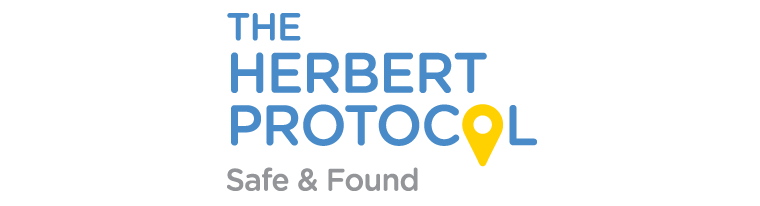 THE
HERBERT
PROTOCOL
Safe & Found